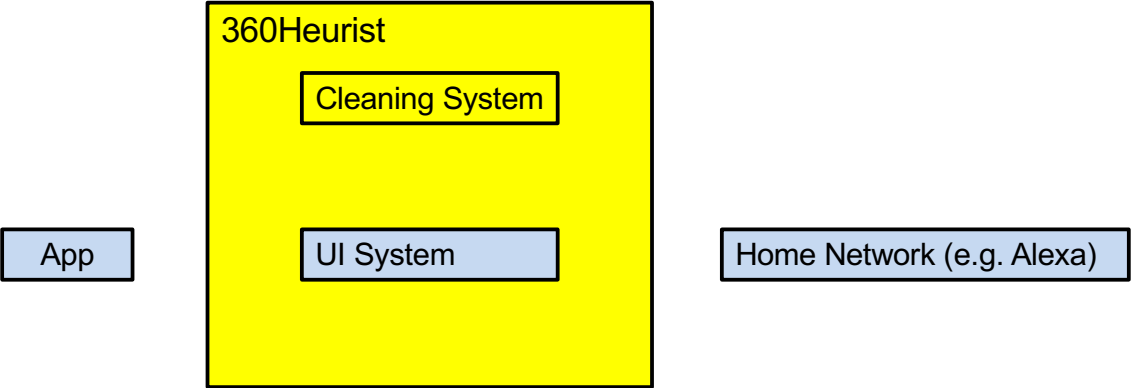 360Heurist
Cleaning System
App
UI System
Home Network (e.g. Alexa)